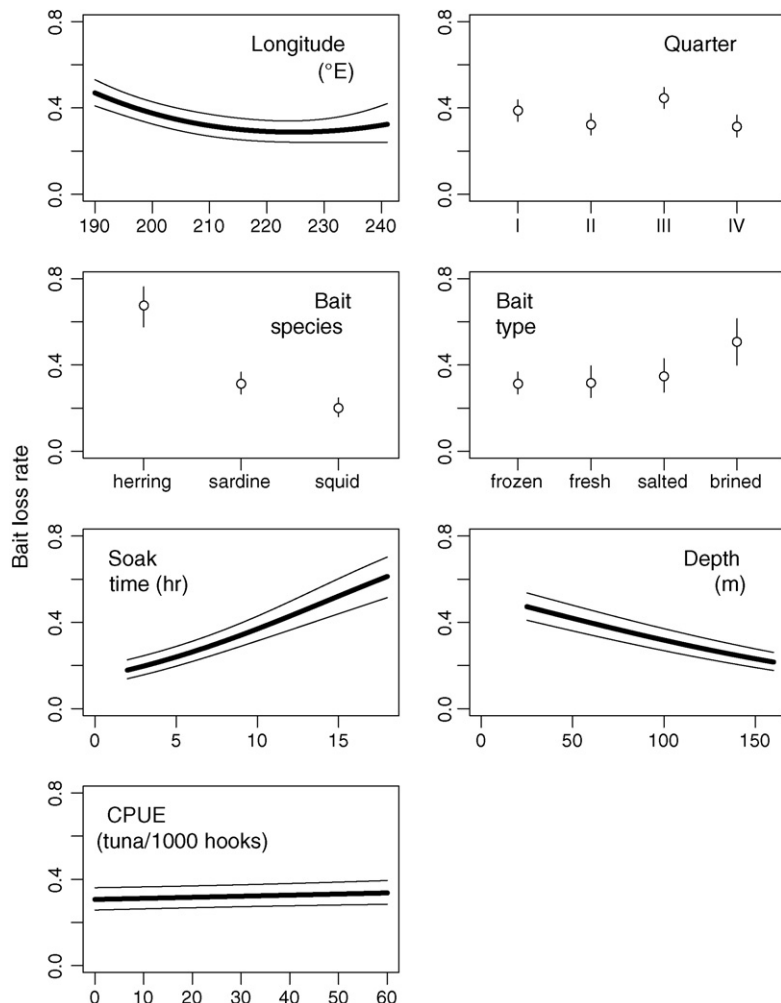 Bait loss rate
Longitude
(°E)
0.8
0.4
0.0
190 200 210 220 230 240
Quarter
0.8
0.4
0.0
I II III IV
Bait
species
0.8
0.4
0.0
herring sardine squid
Bait
type
0.8
0.4
0.0
frozen fresh salted brined
Soak
time (hr)
0.8
0.4
0.0
0 5 10 15
Depth
(m)
0.8
0.4
0.0
0 50 100 150
CPUE
(tuna/1000 hooks)
0.8
0.4
0.0
0 10 20 30 40 50 60